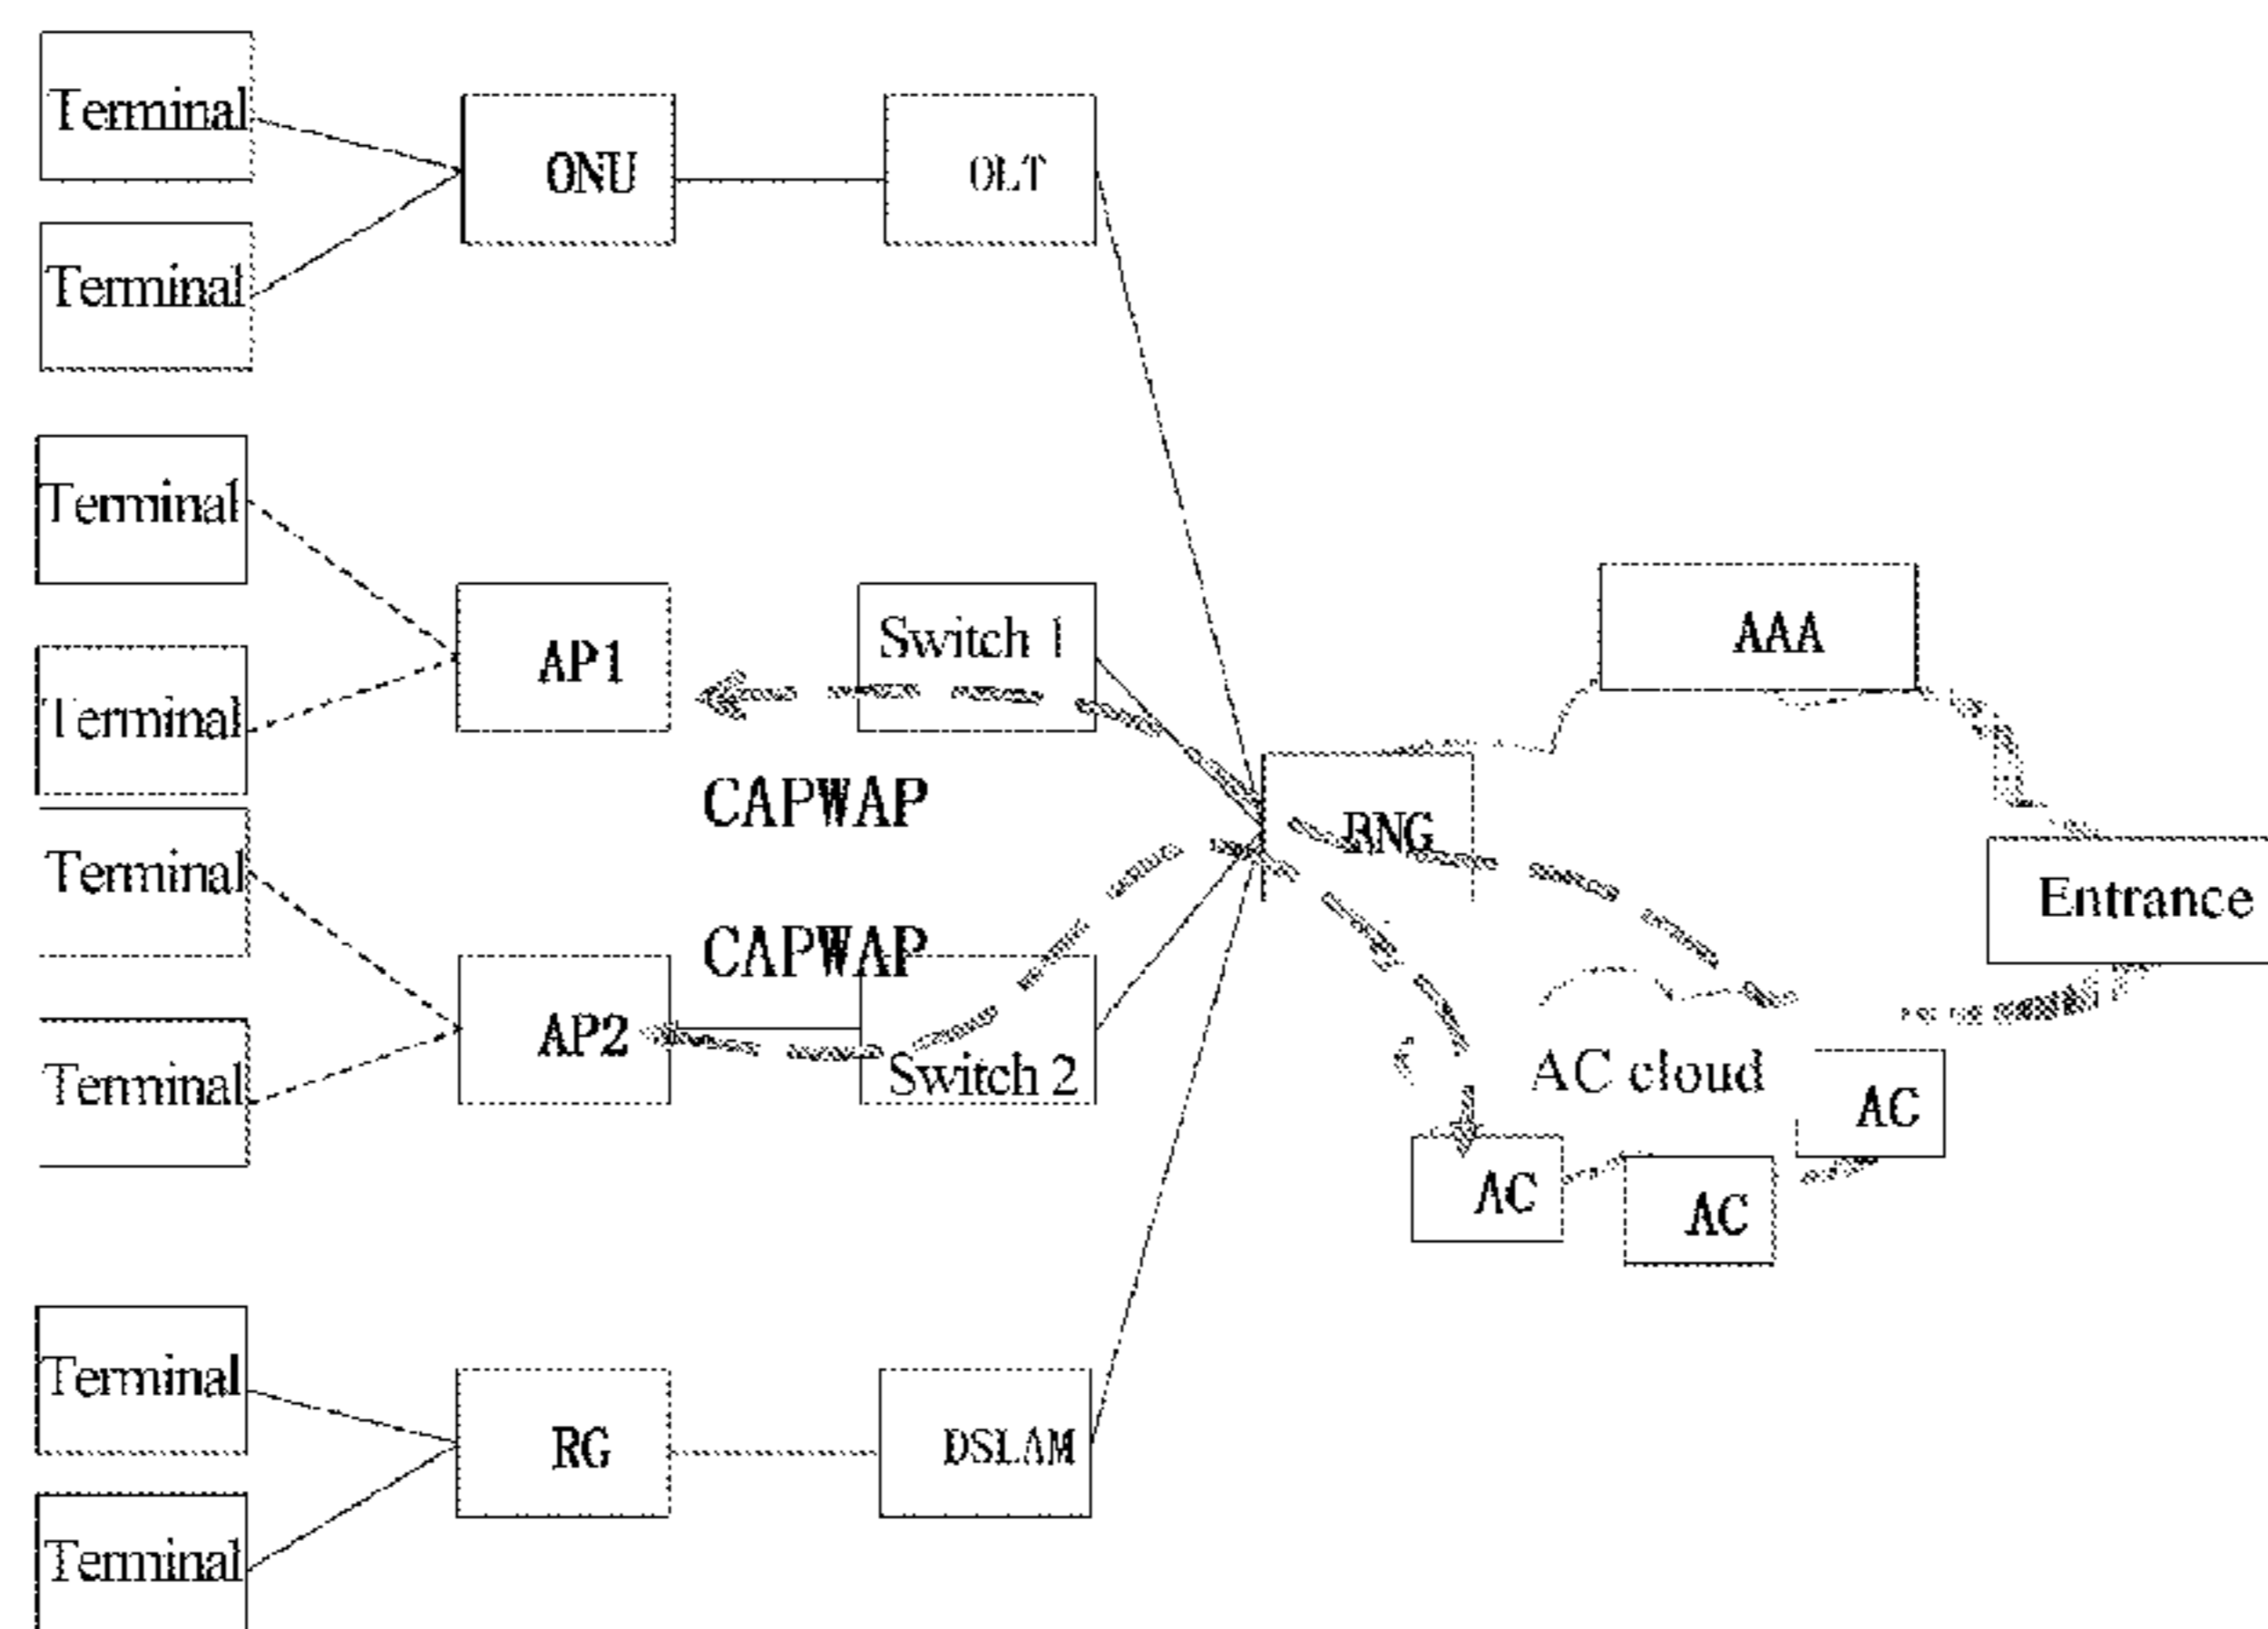 Terminal
ONU
OLT
Terminal
Terminal
AP1
Switch 1
AAA
Terminal
CAPWAP
BNG
Terminal
Entrance
CAPWAP
AP2
Switch 2
AC cloud
AC
Terminal
AC
AC
Terminal
RG
DSLAM
Terminal